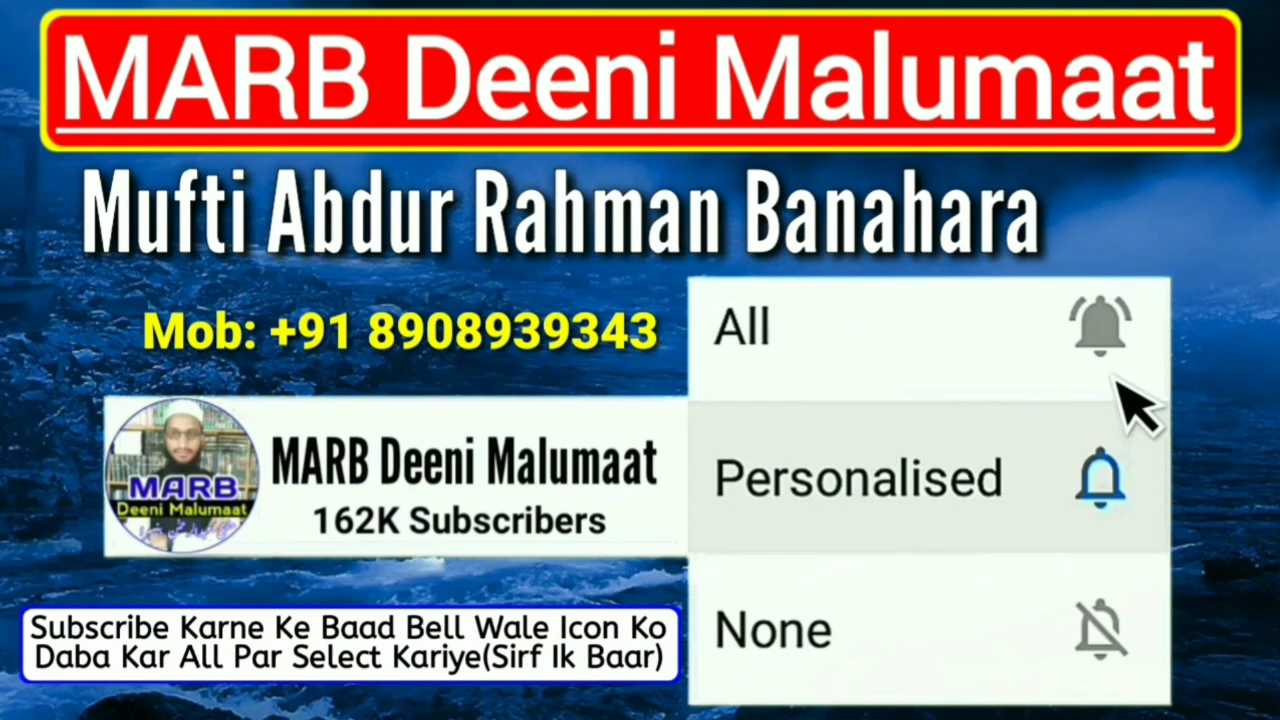 MARB Deeni Malumaat
Mufti Abdur Rahman Banahara
Mob: +91 8908939343
MARB Deeni Malumaat
162K Subscribers
MARB
Deeni Malumaat
All
Personalised
None
Subscribe Karne Ke Baad Bell Wale Icon Ko
Daba Kar All Par Select Kariye(Sirf Ik Baar)